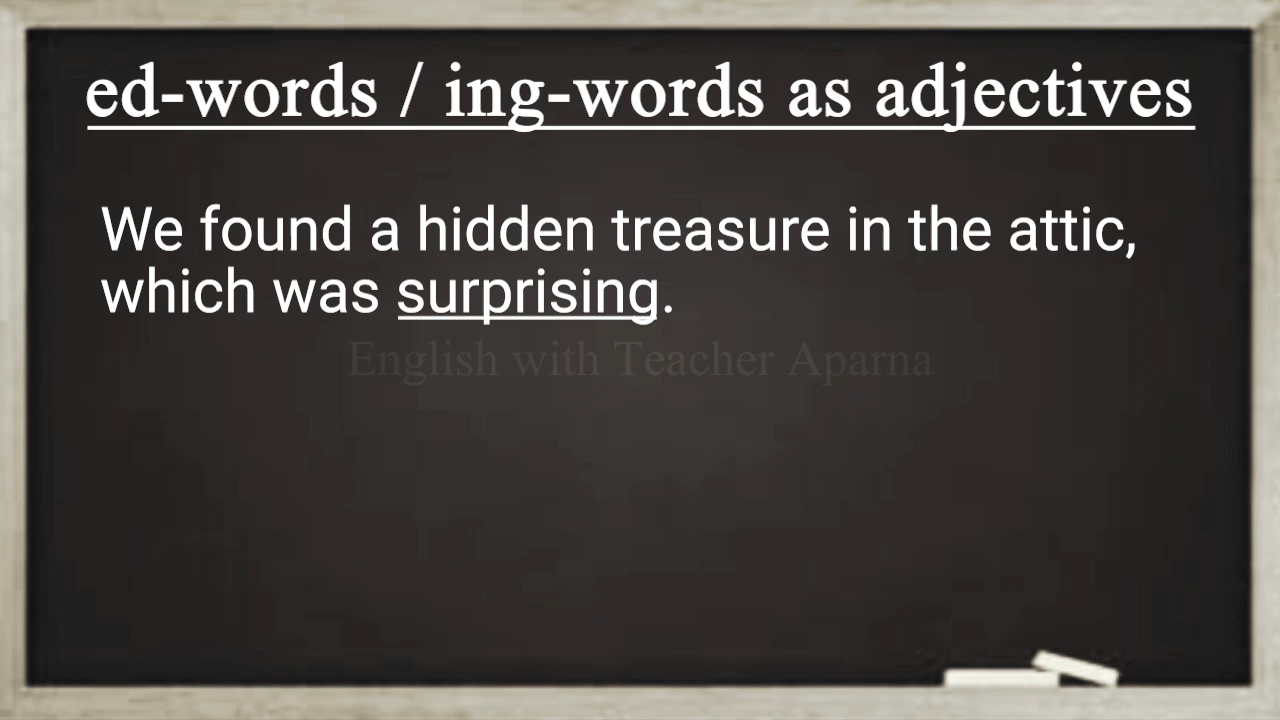 ed-words / ing-words as adjectives
We found a hidden treasure in the attic,
which was surprising.
English with Teacher Aparna